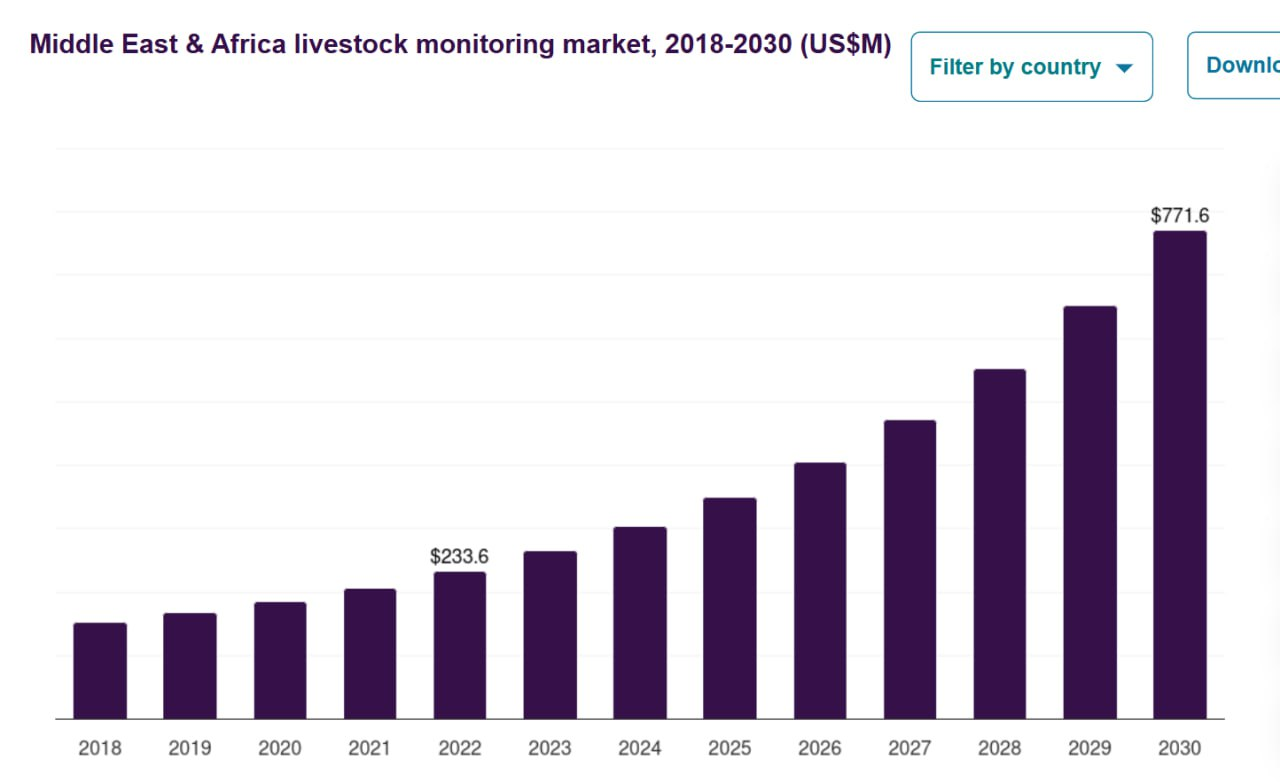 Middle East & Africa livestock monitoring market, 2018-2030 (US$M)
Filter by country
Downlo
$771.6
$233.6
2018 2019 2020 2021 2022 2023 2024 2025 2026 2027 2028 2029 2030